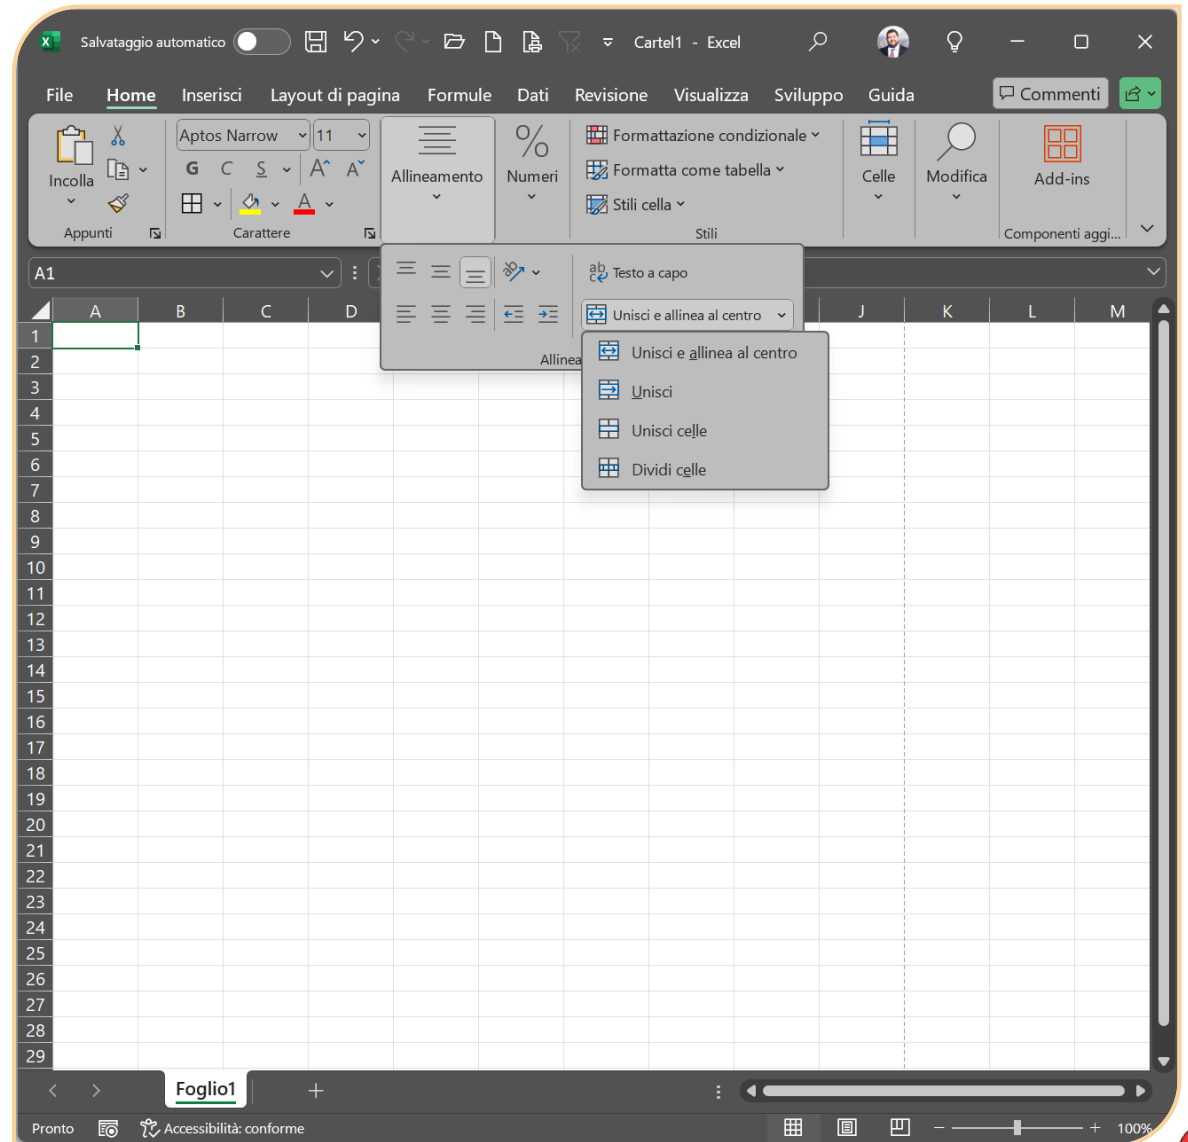 Salvataggio automatico Cartel1 - Excel
File Home Inserisci Layout di pagina Formule Dati Revisione Visualizza Sviluppo Guida Commenti
Incolla
Appunti
Aptos Narrow 11
G C S A A
A
Carattere
Allineamento
% Numeri
Formattazione condizionale
Formatta come tabella
Stili cella
Stili
Celle
Modifica
Add-ins
Componenti aggi...
A1
ab Testo a capo
Unisci e allinea al centro
Allinea
Unisci e allinea al centro
Unisci
Unisci celle
Dividi celle
A B C D J K L M
1
2
3
4
5
6
7
8
9
10
11
12
13
14
15
16
17
18
19
20
21
22
23
24
25
26
27
28
29
Foglio1
Pronto Accessibilità: conforme 100%